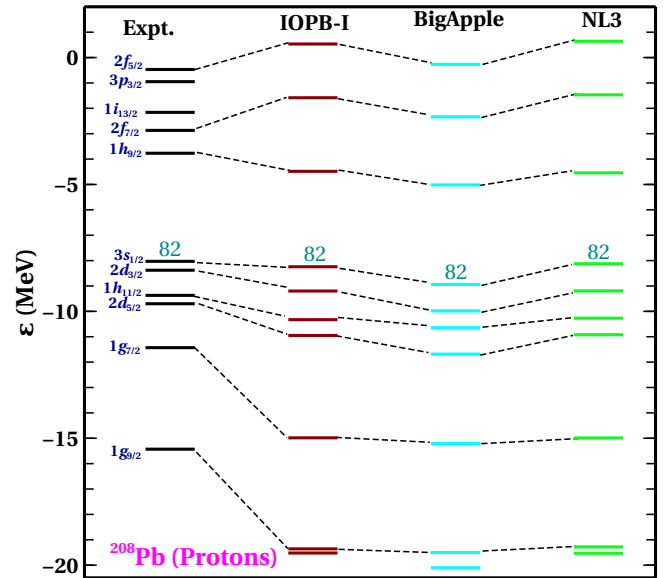 Expt. IOPB-I BigApple NL3
0
2f5/2
3p3/2
1i13/2
2f7/2
1h9/2
−5
3s1/2 82 82 82 82
2d3/2
1h11/2
2d5/2
−10
1g7/2
−15
1g9/2
−20
ε (MeV)
208Pb (Protons)